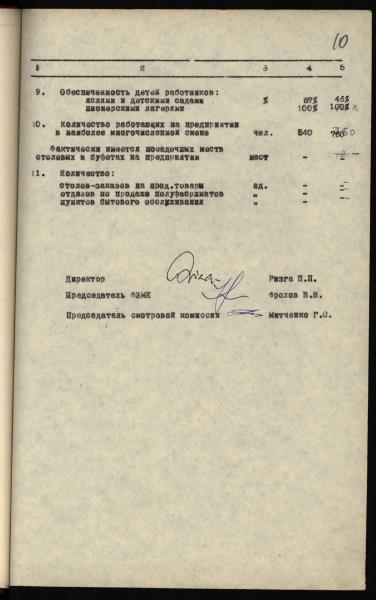 10
1 2 3 4 5
9. Обеспеченность детей работников:
яслями и детскими садами % 87% 46%
пионерскими лагерями 100% 100%
10. Количество работающих на предприятии
в наиболее многочисленной смене чел. 540
Фактически имеется посадочных мест
столовых и буфетах на предприятии мест -
11. Количество:
столов-заказов на прод.товары ед. - -
отделов по продаже полуфабрикатов " - -
пунктов бытового обслуживания " - -
Директор Ризга П.П.
Председатель ФЗМК Фролов В.В.
Председатель смотровой комиссии Митченко Г.С.